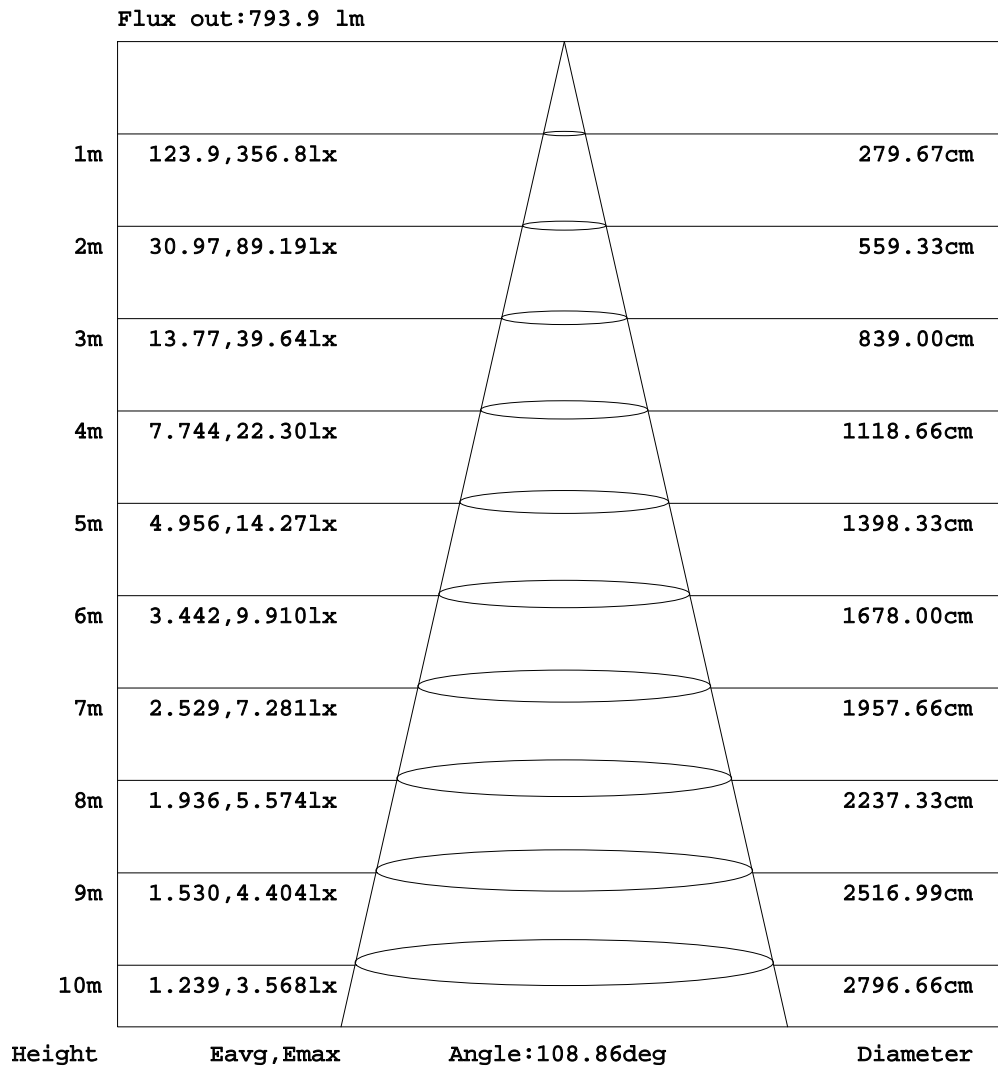 Flux out:793.9 lm
1m 123.9,356.8lx 279.67cm
2m 30.97,89.19lx 559.33cm
3m 13.77,39.64lx 839.00cm
4m 7.744,22.30lx 1118.66cm
5m 4.956,14.27lx 1398.33cm
6m 3.442,9.910lx 1678.00cm
7m 2.529,7.281lx 1957.66cm
8m 1.936,5.574lx 2237.33cm
9m 1.530,4.404lx 2516.99cm
10m 1.239,3.568lx 2796.66cm
Height Eavg,Emax Angle:108.86deg Diameter